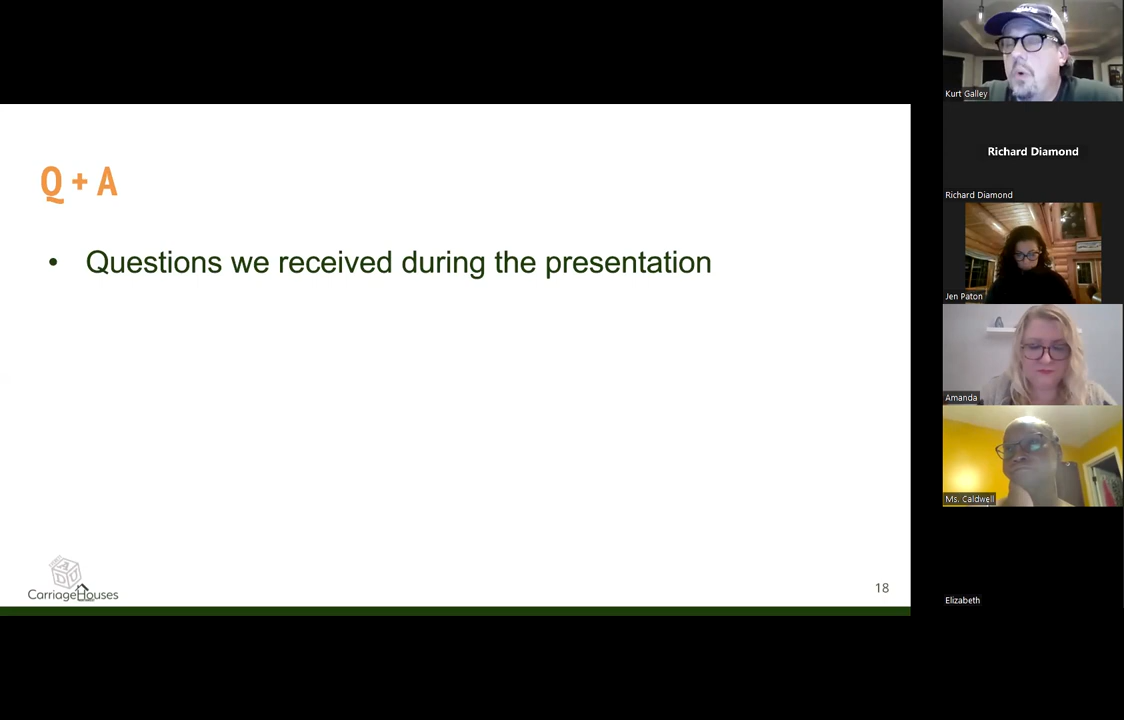 Kurt Galley
Richard Diamond
Richard Diamond
Jen Paton
Amanda
Ms. Caldwell
Elizabeth
Q + A
• Questions we received during the presentation
ADU
CarriageHouses
18